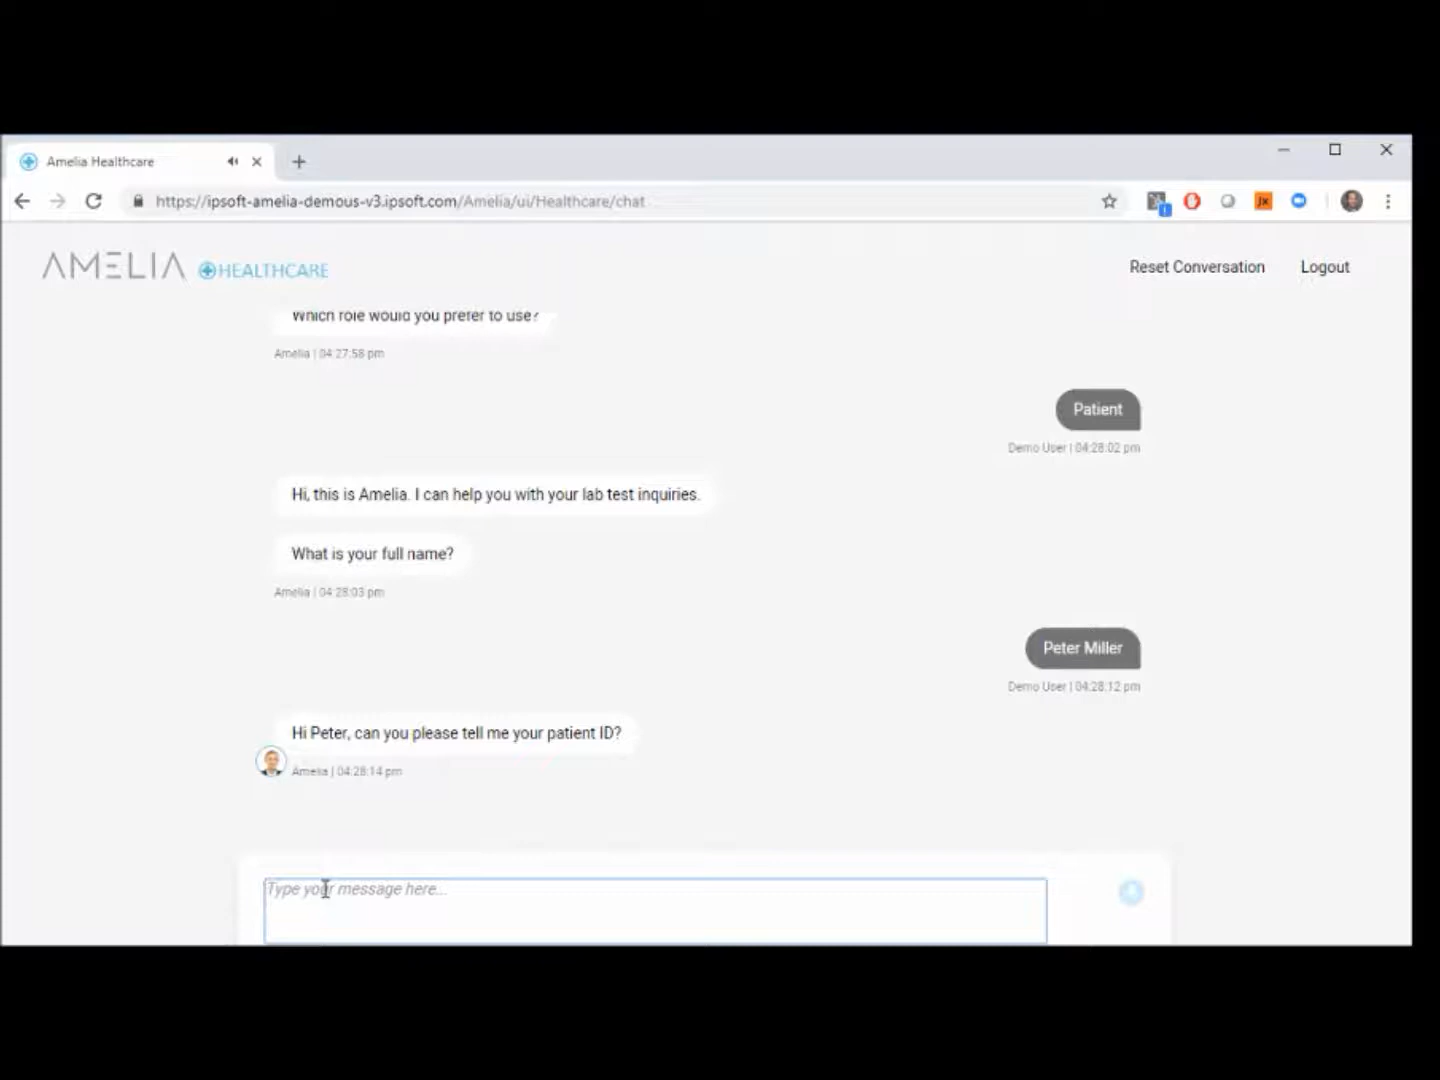 Amelia Healthcare
https://ipsoft-amelia-demous-v3.ipsoft.com/Amelia/ui/Healthcare/chat
AMELIA HEALTHCARE
Reset Conversation
Logout
Which role would you prefer to use?
Amelia | 04:27:58 pm
Patient
Demo User | 04:28:02 pm
Hi, this is Amelia. I can help you with your lab test inquiries.
What is your full name?
Amelia | 04:28:03 pm
Peter Miller
Demo User | 04:28:12 pm
Hi Peter, can you please tell me your patient ID?
Amelia | 04:28:14 pm
Type your message here...